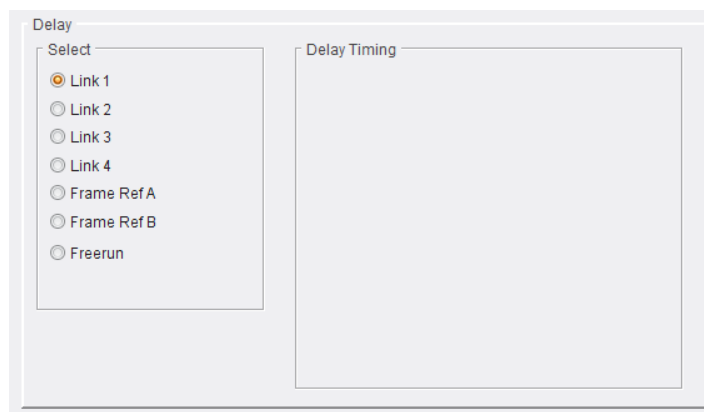 Delay
Select
Link 1
Link 2
Link 3
Link 4
Frame Ref A
Frame Ref B
Freerun
Delay Timing